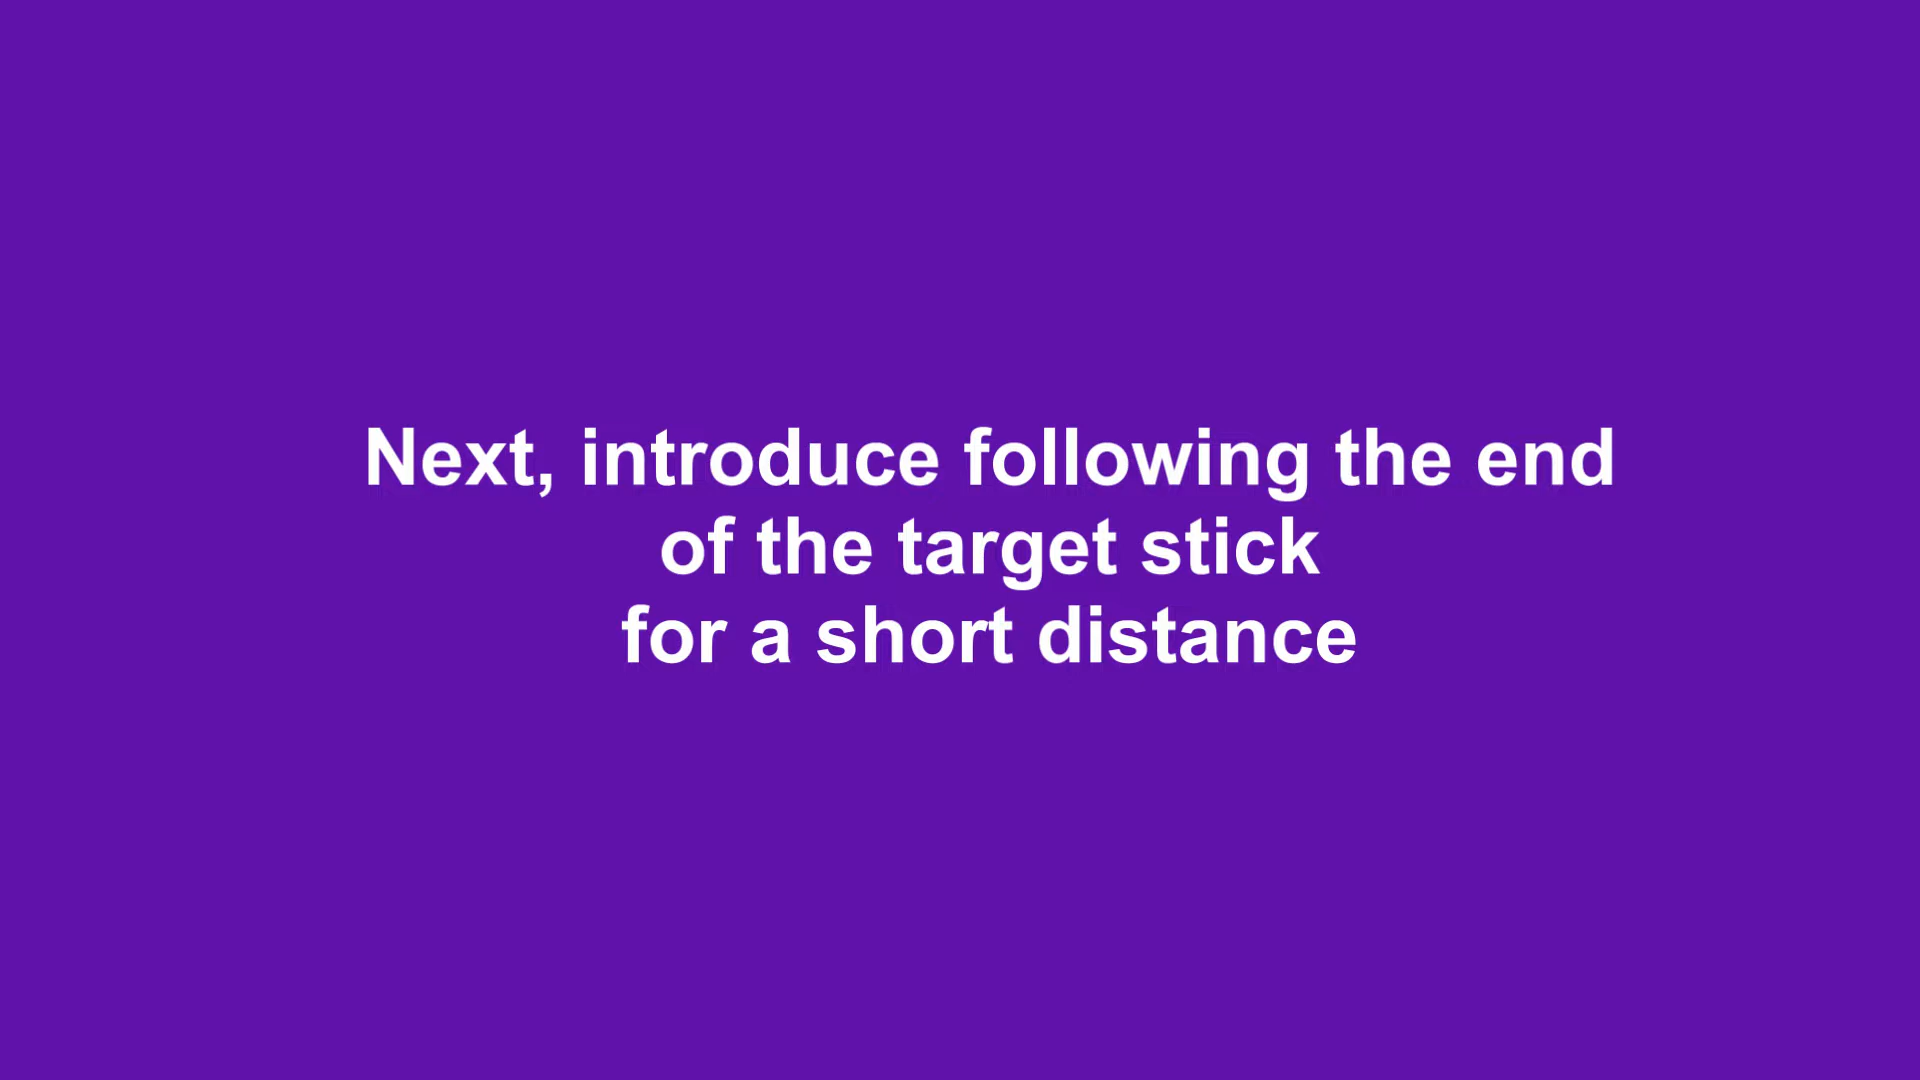 Next, introduce following the end
of the target stick
for a short distance